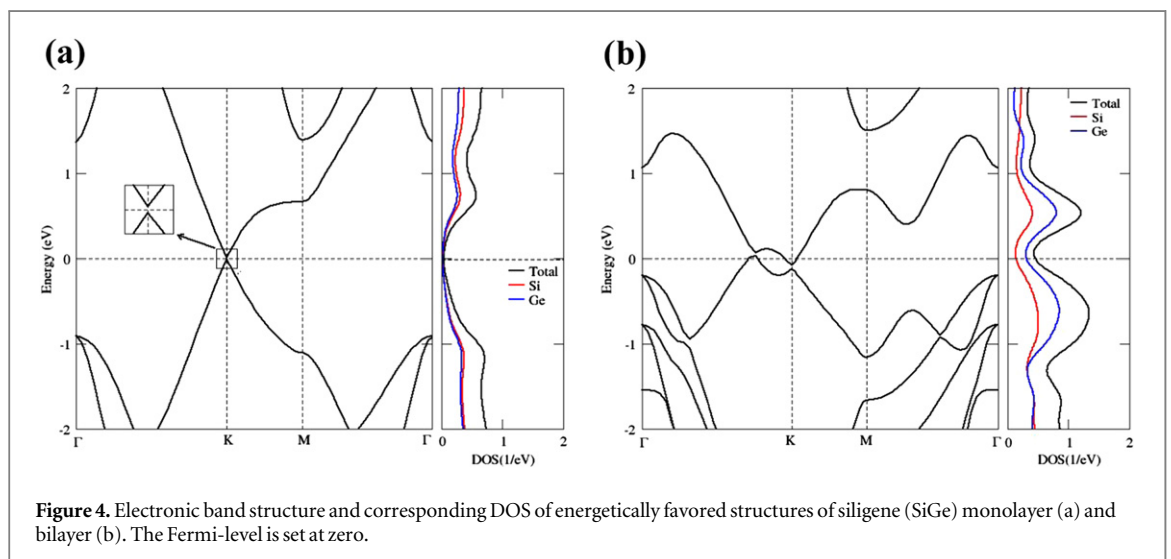 (a)
(b)
2
1
0
-1
-2
Energy (eV)
Γ
K
M
Γ
Total
Si
Ge
0
1
2
DOS(1/eV)
2
1
0
-1
-2
Energy (eV)
Γ
K
M
Γ
Total
Si
Ge
0
1
2
DOS(1/eV)
Figure 4. Electronic band structure and corresponding DOS of energetically favored structures of siligene (SiGe) monolayer (a) and
bilayer (b). The Fermi-level is set at zero.